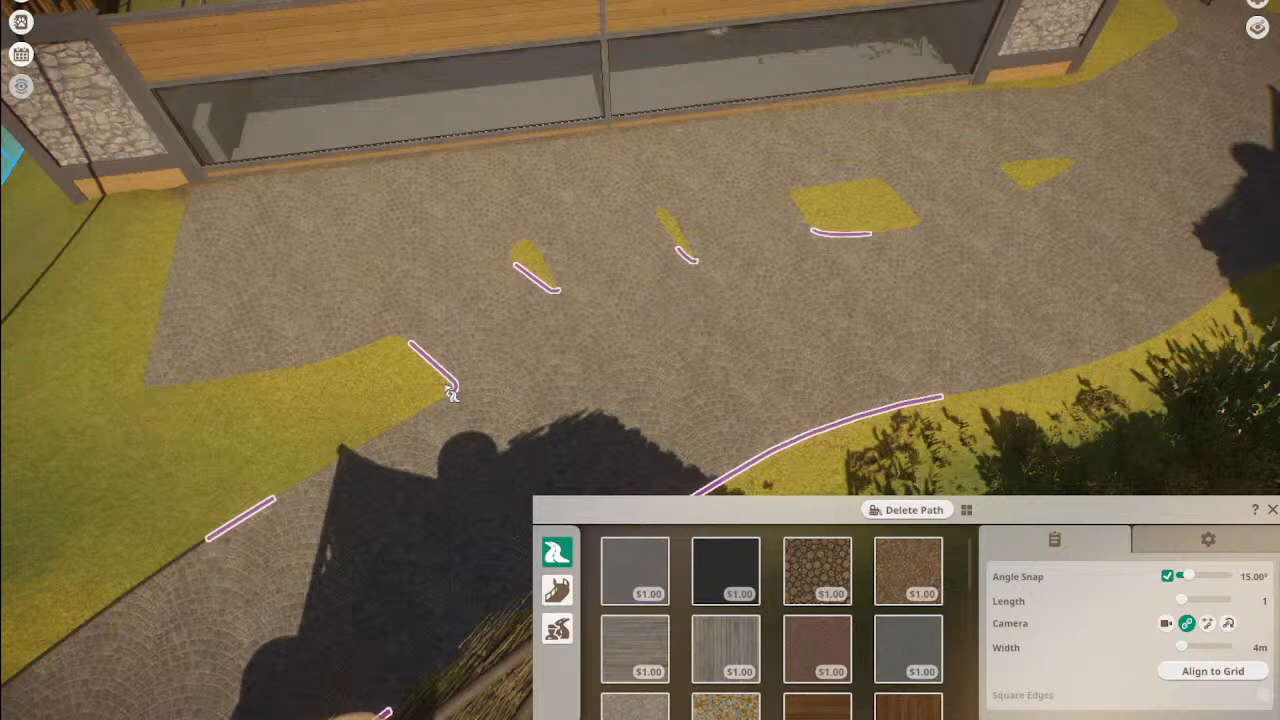 Delete Path
?
$1.00 $1.00 $1.00 $1.00
$1.00 $1.00 $1.00 $1.00
Angle Snap 15.00°
Length 1
Camera
Width 4m
Align to Grid
Square Edges